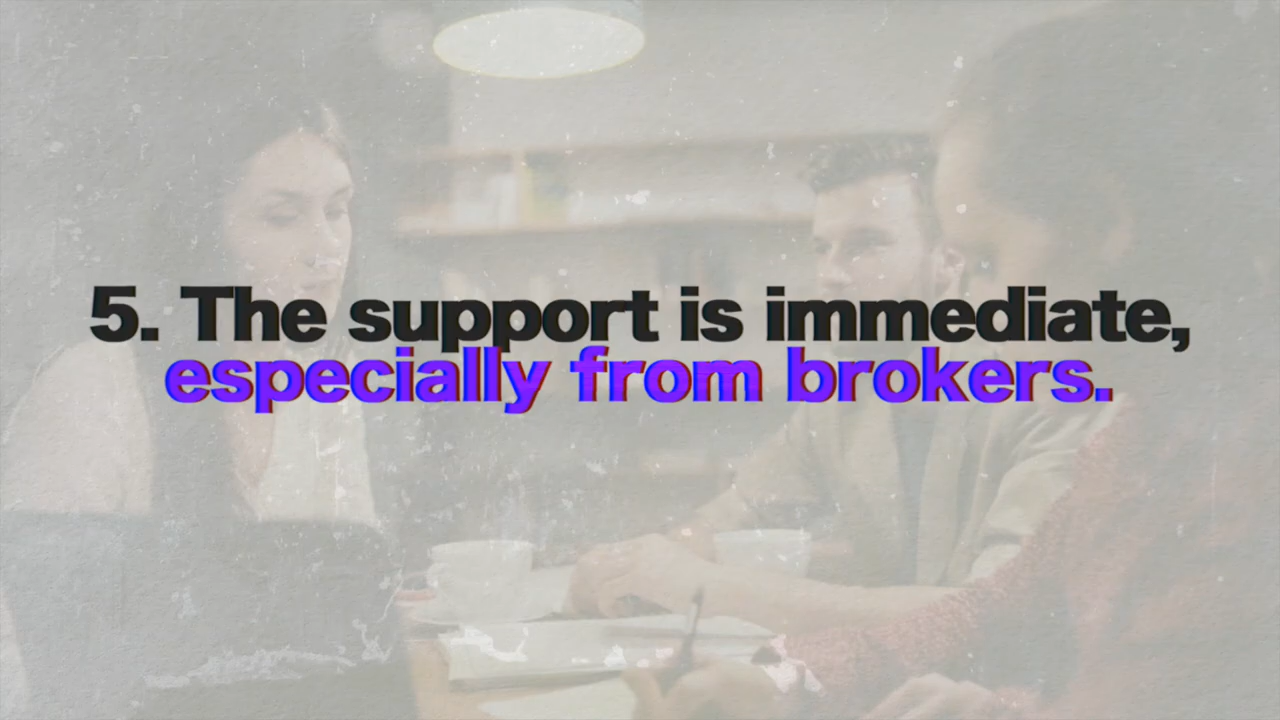 5. The support is immediate,
especially from brokers.